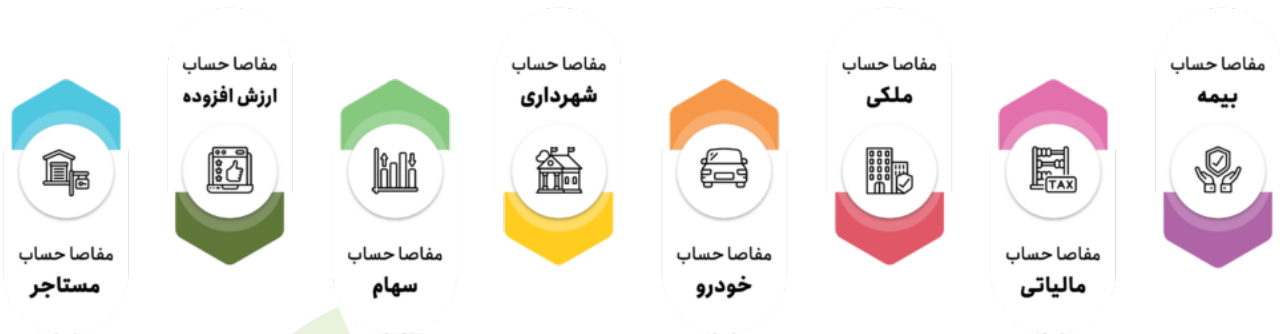 مفاصا حساب
بیمه
مفاصا حساب
مالیاتی
TAX
مفاصا حساب
ملکی
مفاصا حساب
خودرو
مفاصا حساب
شهرداری
مفاصا حساب
سهام
مفاصا حساب
ارزش افزوده
مفاصا حساب
مستاجر